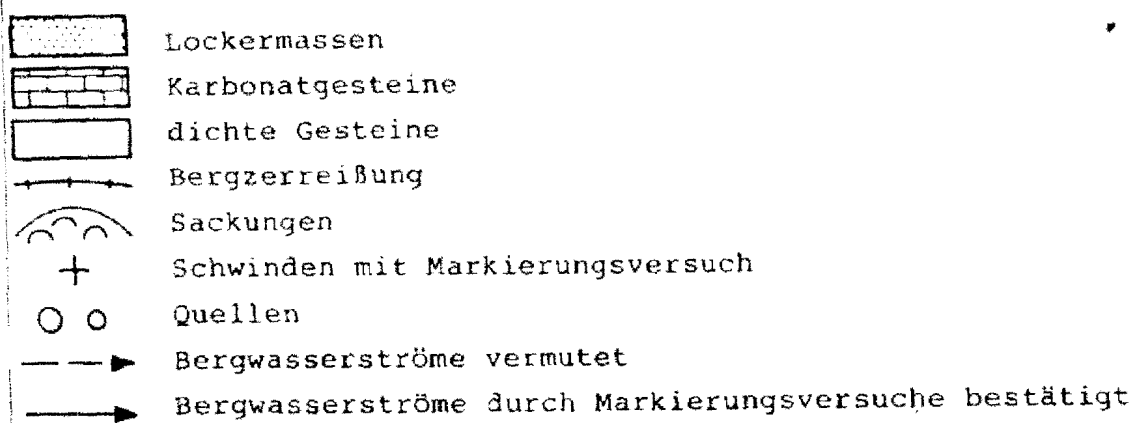 Lockermassen
Karbonatgesteine
dichte Gesteine
Bergzerreißung
Sackungen
Schwinden mit Markierungsversuch
Quellen
Bergwasserströme vermutet
Bergwasserströme durch Markierungsversuche bestätigt